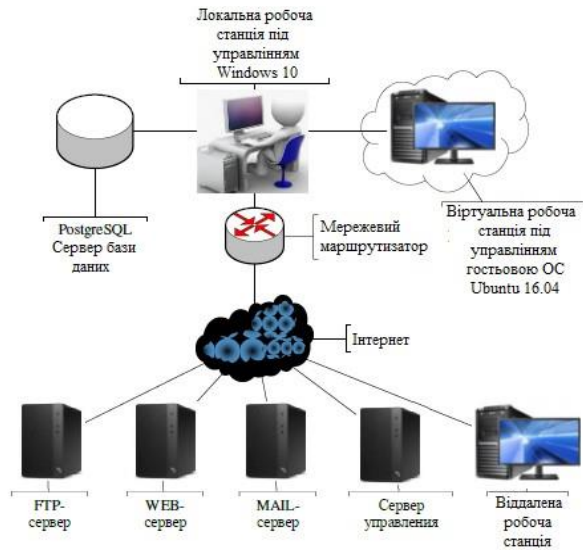 Локальна робоча
станція під
управлінням
Windows 10
PostgreSQL
Сервер бази
даних
Мережевий
маршрутизатор
Віртуальна робоча
станція під
управлінням
гостьовою ОС
Ubuntu 16.04
Інтернет
FTP-
сервер
WEB-
сервер
MAIL-
сервер
Сервер
управления
Віддалена
робоча
станція